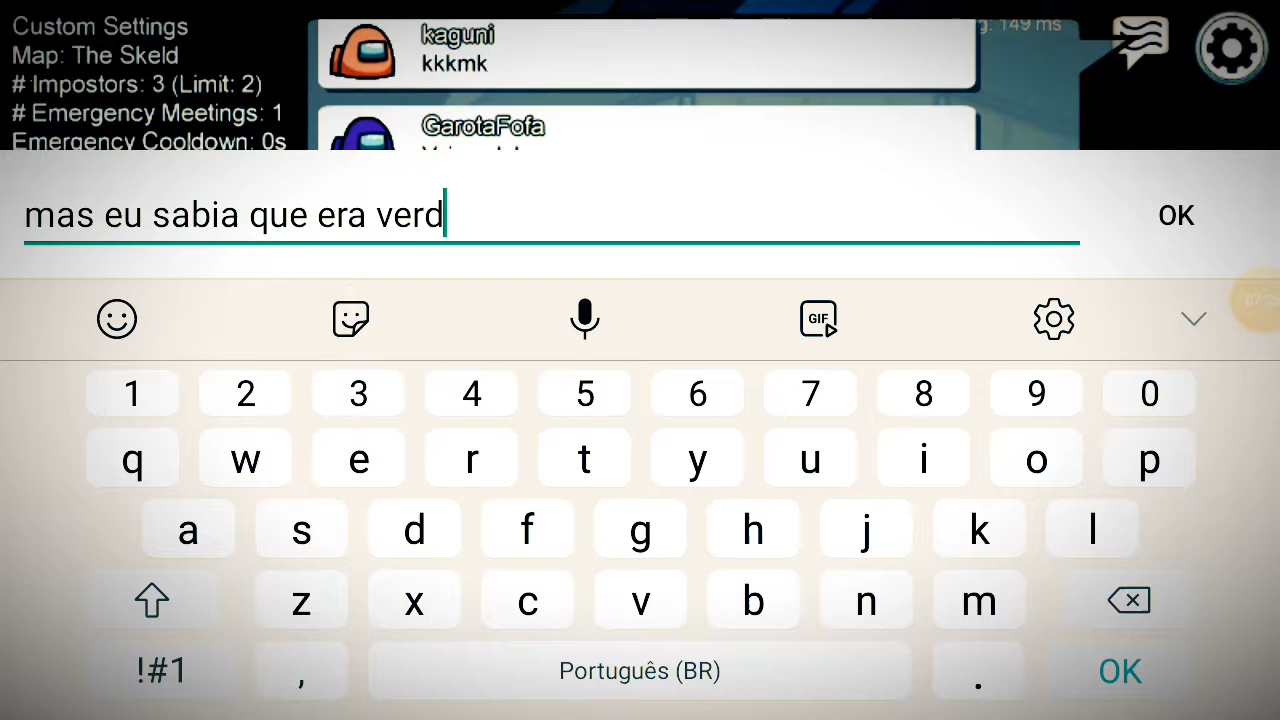 Custom Settings
Map: The Skeld
# Impostors: 3 (Limit: 2)
# Emergency Meetings: 1
Emergency Cooldown: 0s
kaguni
kkkmk
g: 149 ms
GarotaFofa
mas eu sabia que era verd
OK
GIF
1 2 3 4 5 6 7 8 9 0
q w e r t y u i o p
a s d f g h j k l
z x c v b n m
!#1 , Português (BR) . OK